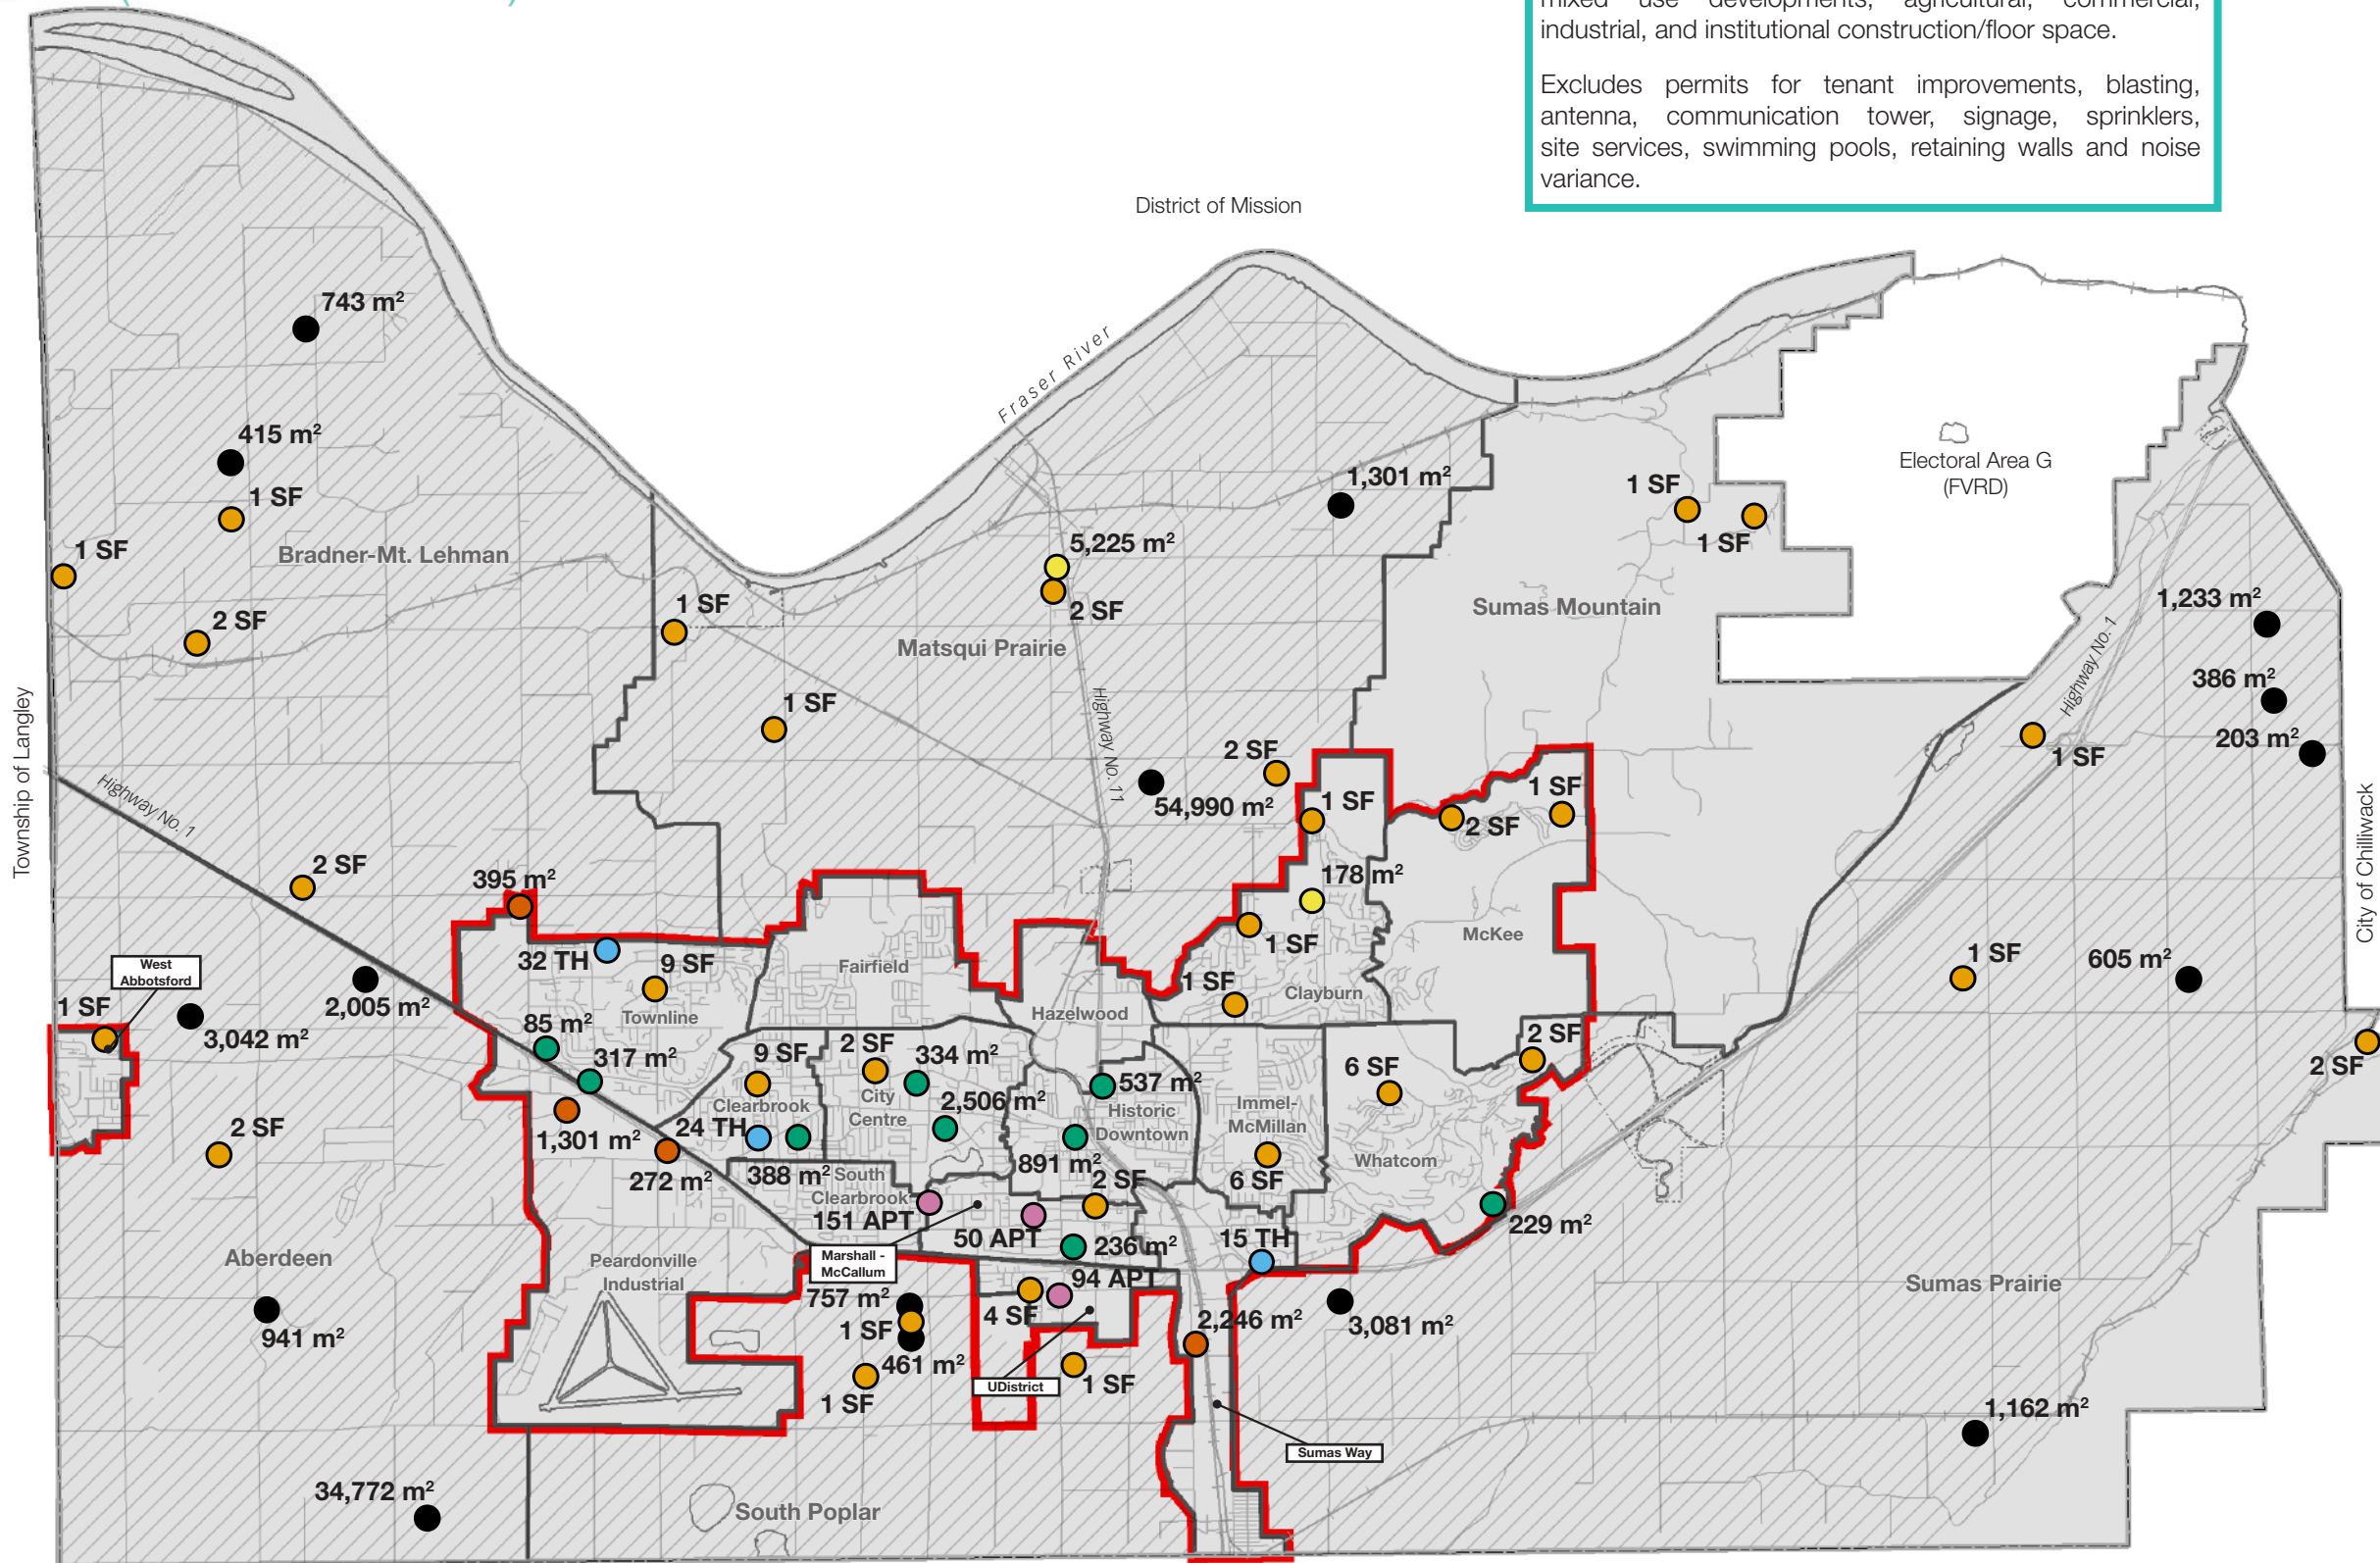 mixed use developments, agricultural, commercial,
industrial, and institutional construction/floor space.
Excludes permits for tenant improvements, blasting,
antenna, communication tower, signage, sprinklers,
site services, swimming pools, retaining walls and noise
variance.
District of Mission
743 m²
Fraser River
415 m²
1 SF
1 SF
Bradner-Mt. Lehman
2 SF
1,301 m²
5,225 m²
2 SF
1 SF
1 SF
Electoral Area G
(FVRD)
1 SF
Matsqui Prairie
Sumas Mountain
1,233 m²
386 m²
203 m²
Highway No. 1
1 SF
Township of Langley
1 SF
Highway No. 11
2 SF
54,990 m²
1 SF
2 SF
1 SF
City of Chilliwack
Highway No. 1
2 SF
395 m²
178 m²
32 TH
9 SF
Fairfield
1 SF
McKee
1 SF
605 m²
West
Abbotsford
1 SF
2,005 m²
3,042 m²
Townline
1 SF
Clayburn
Hazelwood
85 m²
317 m²
9 SF
2 SF
334 m²
537 m²
6 SF
2 SF
2 SF
Clearbrook
City
Centre
2,506 m²
Historic
Downtown
Immel-
McMillan
2 SF
1,301 m²
24 TH
272 m²
388 m²
South
Clearbrook
891 m²
2 SF
6 SF
Whatcom
151 APT
50 APT
236 m²
15 TH
229 m²
Aberdeen
Peardonville
Industrial
Marshall -
McCallum
94 APT
Sumas Prairie
757 m²
1 SF
461 m²
4 SF
2,246 m²
3,081 m²
941 m²
1 SF
UDistrict
1 SF
1,162 m²
Sumas Way
34,772 m²
South Poplar